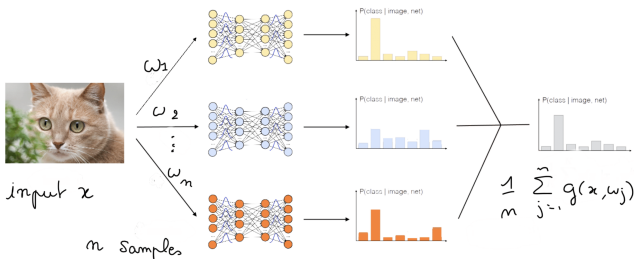 P(class | image, net)
ω1
P(class | image, net)
ω2
P(class | image, net)
ωn
P(class | image, net)
input x
n samples
1/n Σ j=1 n g(x, ωj)